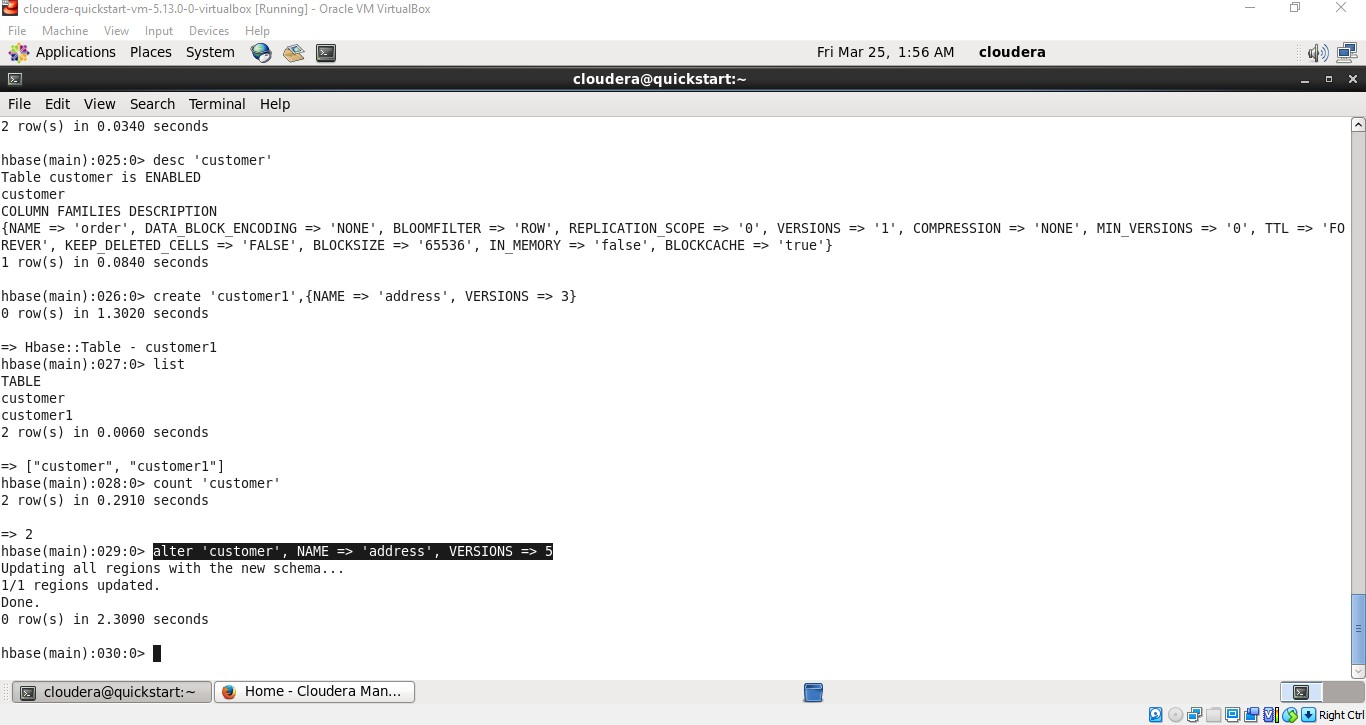 cloudera-quickstart-vm-5.13.0-0-virtualbox [Running] - Oracle VM VirtualBox
File Machine View Input Devices Help
Applications Places System Fri Mar 25, 1:56 AM cloudera
cloudera@quickstart:~
File Edit View Search Terminal Help
2 row(s) in 0.0340 seconds
hbase(main):025:0> desc 'customer'
Table customer is ENABLED
customer
COLUMN FAMILIES DESCRIPTION
{NAME => 'order', DATA_BLOCK_ENCODING => 'NONE', BLOOMFILTER => 'ROW', REPLICATION_SCOPE => '0', VERSIONS => '1', COMPRESSION => 'NONE', MIN_VERSIONS => '0', TTL => 'FO
REVER', KEEP_DELETED_CELLS => 'FALSE', BLOCKSIZE => '65536', IN_MEMORY => 'false', BLOCKCACHE => 'true'}
1 row(s) in 0.0840 seconds
hbase(main):026:0> create 'customer1',{NAME => 'address', VERSIONS => 3}
0 row(s) in 1.3020 seconds
=> Hbase::Table - customer1
hbase(main):027:0> list
TABLE
customer
customer1
2 row(s) in 0.0060 seconds
=> ["customer", "customer1"]
hbase(main):028:0> count 'customer'
2 row(s) in 0.2910 seconds
=> 2
hbase(main):029:0> alter 'customer', NAME => 'address', VERSIONS => 5
Updating all regions with the new schema...
1/1 regions updated.
Done.
0 row(s) in 2.3090 seconds
hbase(main):030:0>
cloudera@quickstart:~ Home - Cloudera Man...
Right Ctrl